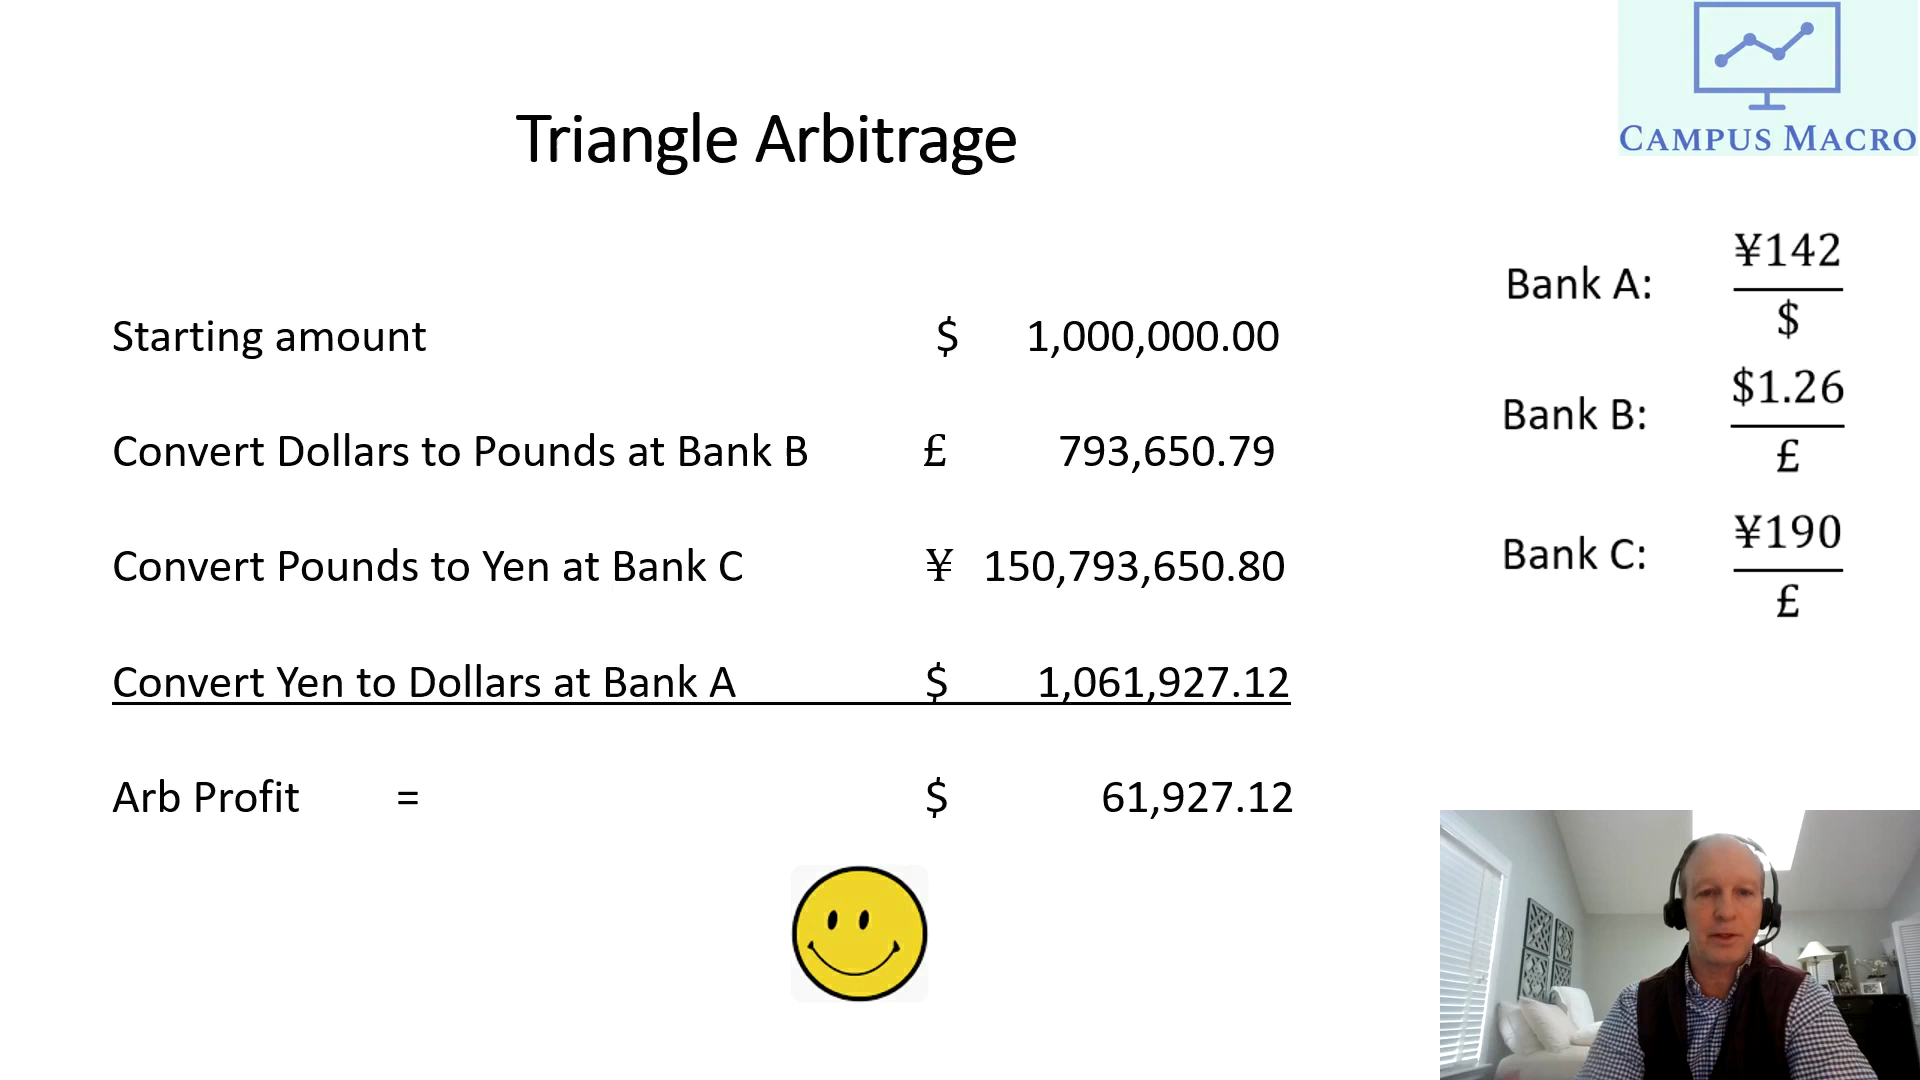 CAMPUS MACRO
Triangle Arbitrage
Starting amount $ 1,000,000.00
Convert Dollars to Pounds at Bank B £ 793,650.79
Convert Pounds to Yen at Bank C ¥ 150,793,650.80
Convert Yen to Dollars at Bank A $ 1,061,927.12
Arb Profit = $ 61,927.12
Bank A: ¥142
$
Bank B: $1.26
£
Bank C: ¥190
£